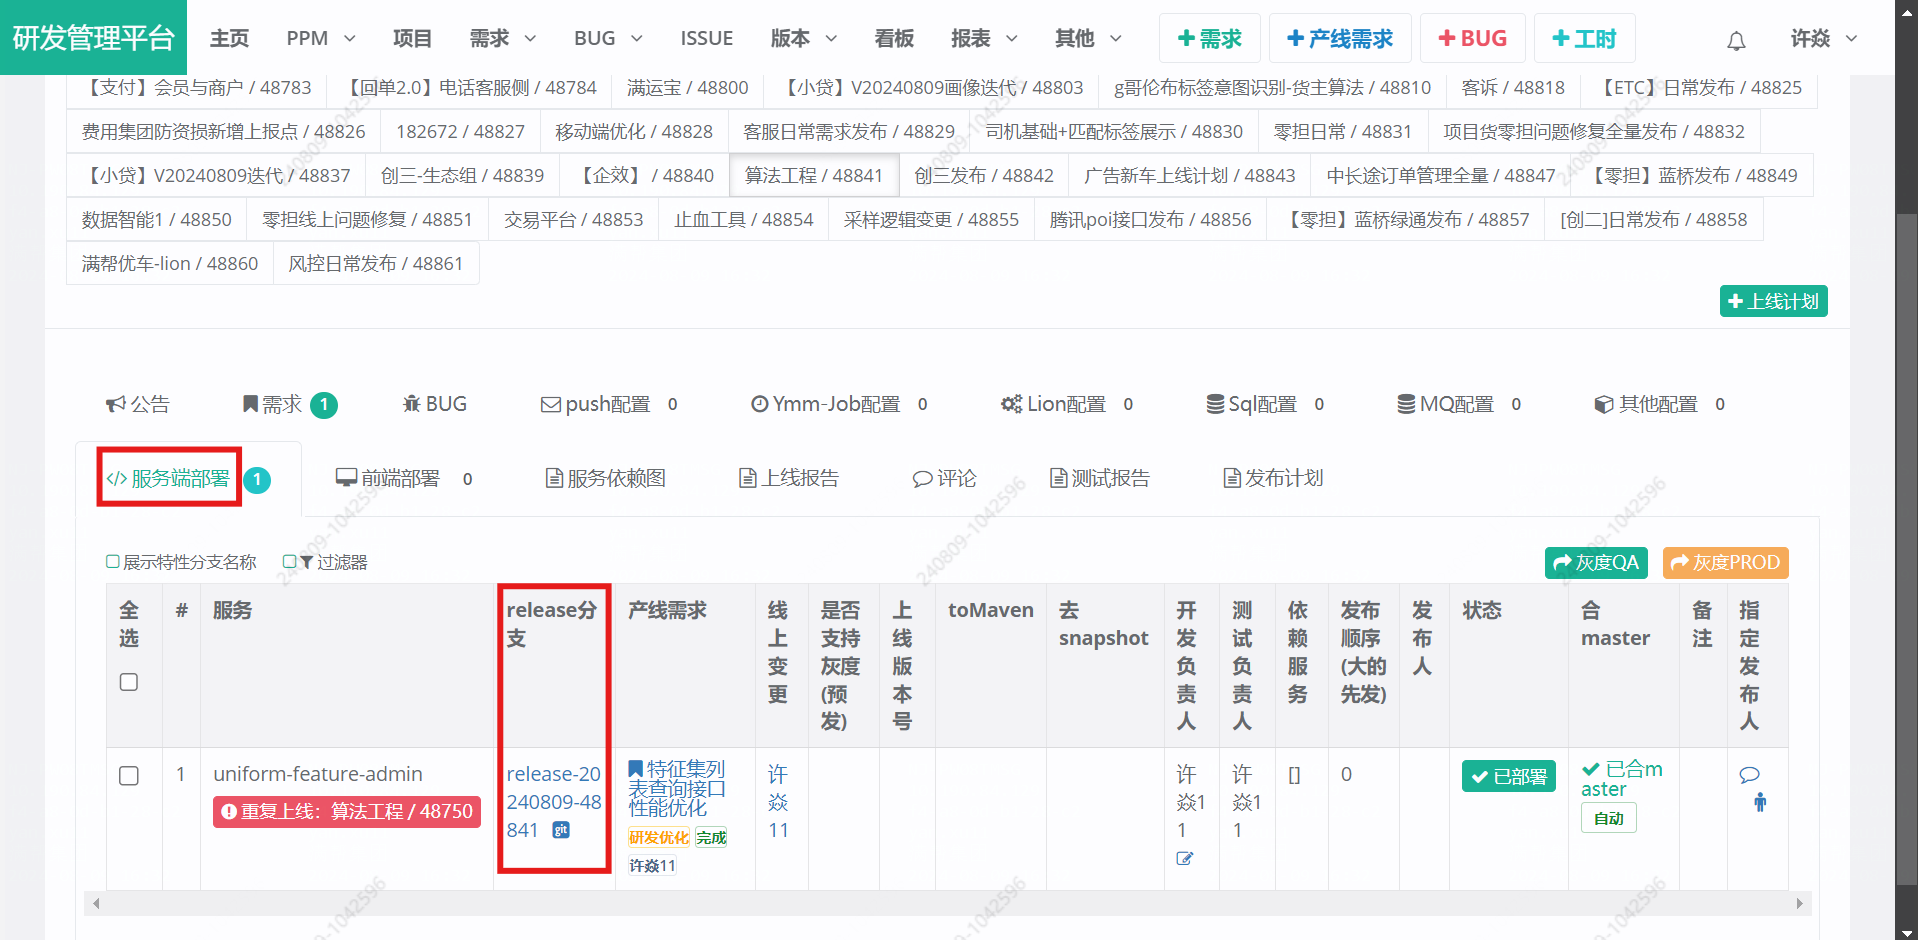 研发管理平台 主页 PPM 项目 需求 BUG ISSUE 版本 看板 报表 其他 +需求 +产线需求 +BUG +工时 许焱
【支付】会员与商户 / 48783 【回单2.0】电话客服侧 / 48784 满运宝 / 48800 【小贷】V20240809画像迭代 / 48803 g哥伦布标签意图识别-货主算法 / 48810 客诉 / 48818 【ETC】日常发布 / 48825
费用集团防资损新增上报点 / 48826 182672 / 48827 移动端优化 / 48828 客服日常需求发布 / 48829 司机基础+匹配标签展示 / 48830 零担日常 / 48831 项目货零担问题修复全量发布 / 48832
【小贷】V20240809迭代 / 48837 创三-生态组 / 48839 【企效】 / 48840 算法工程 / 48841 创三发布 / 48842 广告新车上线计划 / 48843 中长途订单管理全量 / 48847 【零担】蓝桥发布 / 48849
数据智能1 / 48850 零担线上问题修复 / 48851 交易平台 / 48853 止血工具 / 48854 采样逻辑变更 / 48855 腾讯poi接口发布 / 48856 【零担】蓝桥绿通发布 / 48857 [创二]日常发布 / 48858
满帮优车-lion / 48860 风控日常发布 / 48861
+上线计划
公告 需求 1 BUG push配置 0 Ymm-Job配置 0 Lion配置 0 Sql配置 0 MQ配置 0 其他配置 0
</>服务端部署 1 前端部署 0 服务依赖图 上线报告 评论 测试报告 发布计划
展示特性分支名称 过滤器 灰度QA 灰度PROD
全
选
#
服务
release分
支
产线需求
线
上
变
更
是否
支持
灰度
(预
发)
上
线
版
本
号
toMaven
去
snapshot
开
发
负
责
人
测
试
负
责
人
依
赖
服
务
发布
顺序
(大的
先发)
发
布
人
状态
合
master
备
注
指
定
发
布
人
1
uniform-feature-admin
重复上线：算法工程 / 48750
release-20
240809-48
841 git
特征集列
表查询接口
性能优化
研发优化 完成
许焱11
许
焱
11
许
焱1
1
许
焱1
1
[]
0
已部署
已合m
aster
自动
240809-1042596
240809-1042596
240809-1042596
240809-1042596
240809-1042596
240809-1042596
240809-1042596
240809-1042596
240809-1042596